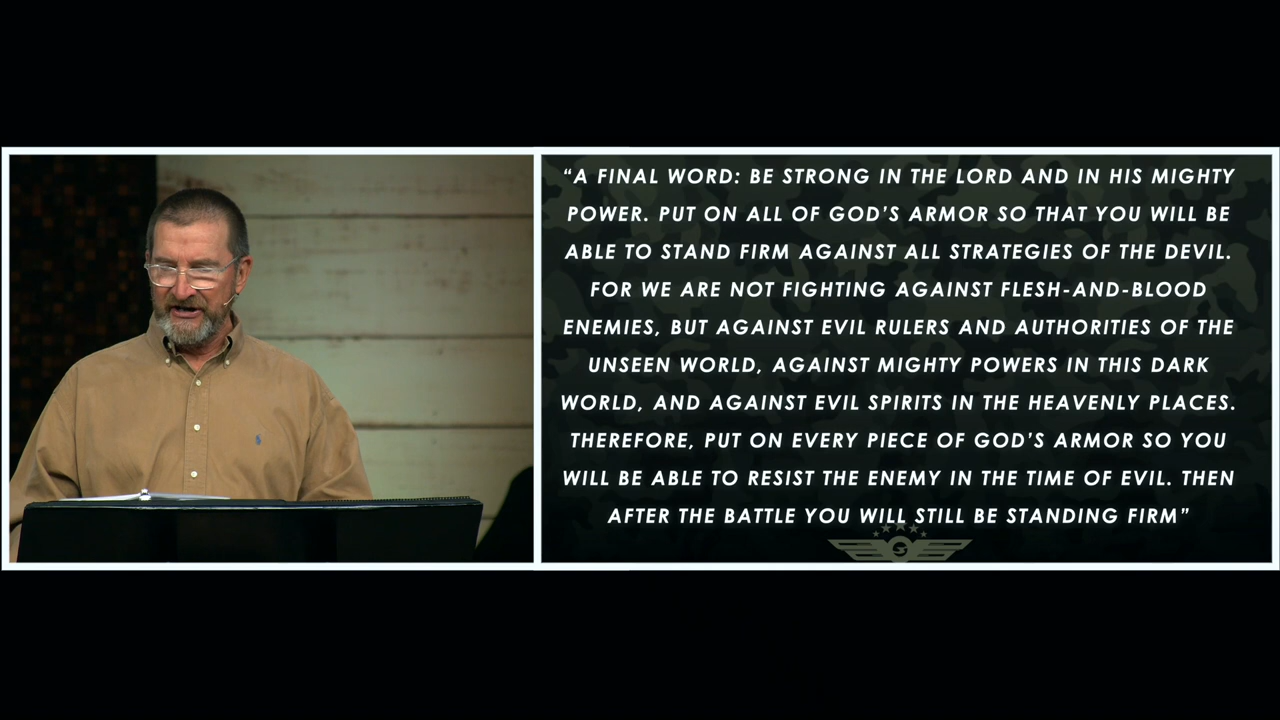 “A FINAL WORD: BE STRONG IN THE LORD AND IN HIS MIGHTY
POWER. PUT ON ALL OF GOD’S ARMOR SO THAT YOU WILL BE
ABLE TO STAND FIRM AGAINST ALL STRATEGIES OF THE DEVIL.
FOR WE ARE NOT FIGHTING AGAINST FLESH-AND-BLOOD
ENEMIES, BUT AGAINST EVIL RULERS AND AUTHORITIES OF THE
UNSEEN WORLD, AGAINST MIGHTY POWERS IN THIS DARK
WORLD, AND AGAINST EVIL SPIRITS IN THE HEAVENLY PLACES.
THEREFORE, PUT ON EVERY PIECE OF GOD’S ARMOR SO YOU
WILL BE ABLE TO RESIST THE ENEMY IN THE TIME OF EVIL. THEN
AFTER THE BATTLE YOU WILL STILL BE STANDING FIRM”